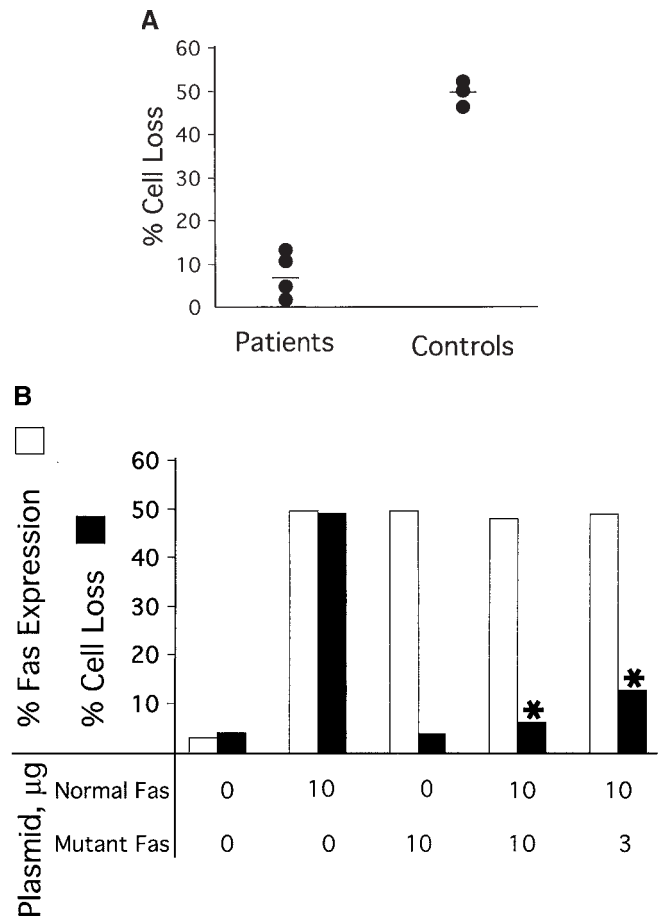 A
60
50
40
30
20
10
0
% Cell Loss
Patients Controls
B
% Fas Expression
% Cell Loss
60
50
40
30
20
10
*
*
Plasmid, µg
Normal Fas 0 10 0 10 10
Mutant Fas 0 0 10 10 3